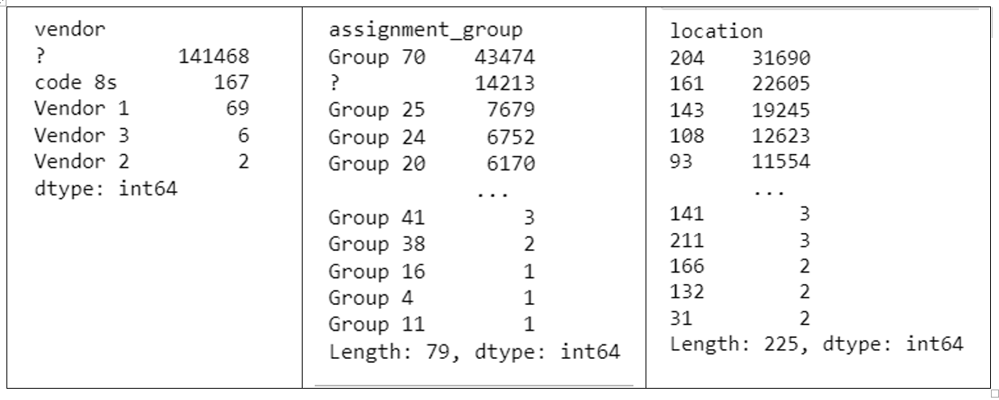 vendor
? 141468
code 8s 167
Vendor 1 69
Vendor 3 6
Vendor 2 2
dtype: int64
assignment_group
Group 70 43474
? 14213
Group 25 7679
Group 24 6752
Group 20 6170
...
Group 41 3
Group 38 2
Group 16 1
Group 4 1
Group 11 1
Length: 79, dtype: int64
location
204 31690
161 22605
143 19245
108 12623
93 11554
...
141 3
211 3
166 2
132 2
31 2
Length: 225, dtype: int64